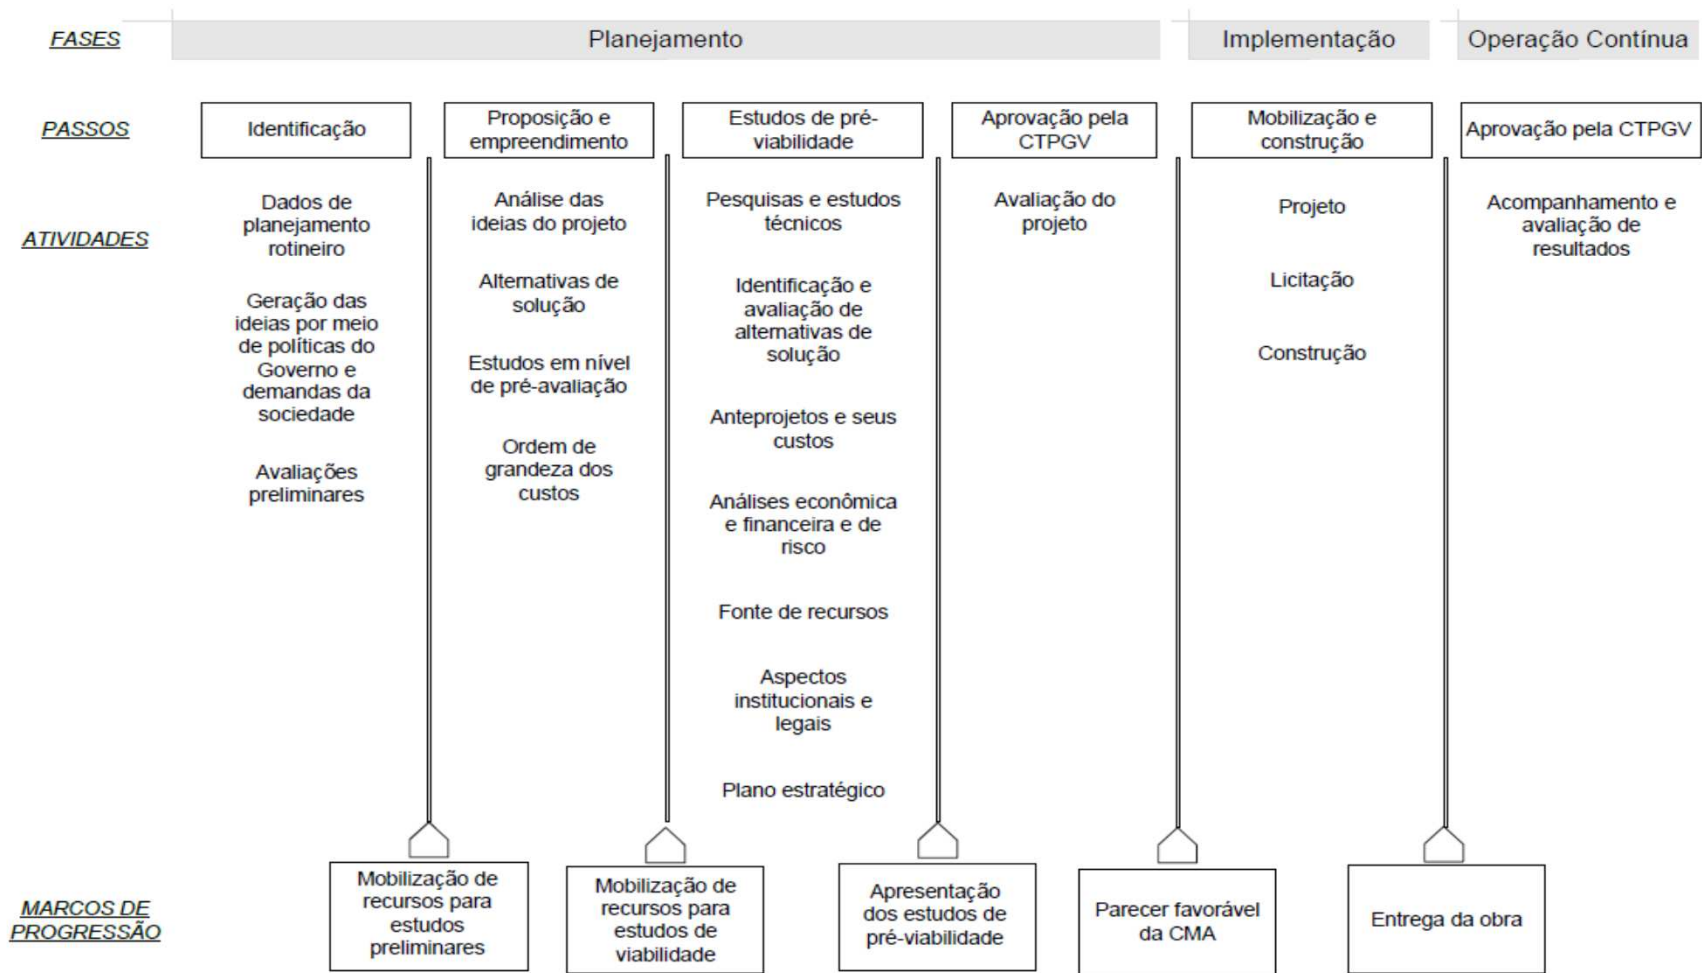 FASES
Planejamento
Implementação
Operação Contínua
PASSOS
Identificação
Proposição e
empreendimento
Estudos de pré-
viabilidade
Aprovação pela
CTPGV
Mobilização e
construção
Aprovação pela CTPGV
ATIVIDADES
Dados de
planejamento
rotineiro
Geração das
ideias por meio
de políticas do
Governo e
demandas da
sociedade
Avaliações
preliminares
Análise das
ideias do projeto
Alternativas de
solução
Estudos em nível
de pré-avaliação
Ordem de
grandeza dos
custos
Pesquisas e estudos
técnicos
Identificação e
avaliação de
alternativas de
solução
Anteprojetos e seus
custos
Análises econômica
e financeira e de
risco
Fonte de recursos
Aspectos
institucionais e
legais
Plano estratégico
Avaliação do
projeto
Projeto
Licitação
Construção
Acompanhamento e
avaliação de
resultados
MARCOS DE
PROGRESSÃO
Mobilização de
recursos para
estudos
preliminares
Mobilização de
recursos para
estudos de
viabilidade
Apresentação
dos estudos de
pré-viabilidade
Parecer favorável
da CMA
Entrega da obra